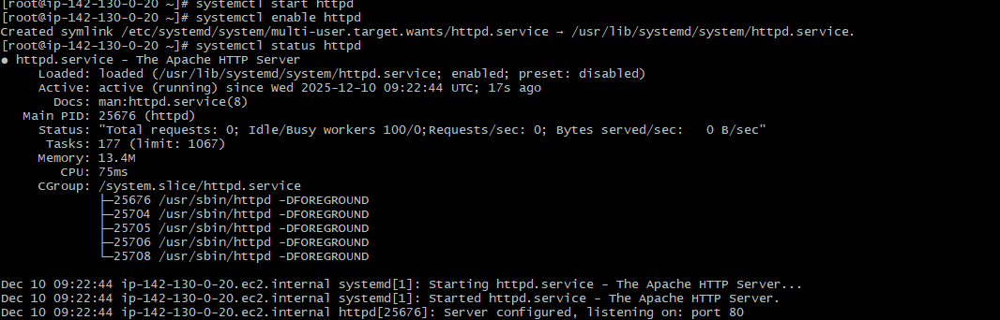 [root@ip-142-130-0-20 ~]# systemctl start httpd
[root@ip-142-130-0-20 ~]# systemctl enable httpd
Created symlink /etc/systemd/system/multi-user.target.wants/httpd.service → /usr/lib/systemd/system/httpd.service.
[root@ip-142-130-0-20 ~]# systemctl status httpd
● httpd.service - The Apache HTTP Server
     Loaded: loaded (/usr/lib/systemd/system/httpd.service; enabled; preset: disabled)
     Active: active (running) since Wed 2025-12-10 09:22:44 UTC; 17s ago
       Docs: man:httpd.service(8)
   Main PID: 25676 (httpd)
     Status: "Total requests: 0; Idle/Busy workers 100/0;Requests/sec: 0; Bytes served/sec:   0 B/sec"
      Tasks: 177 (limit: 1067)
     Memory: 13.4M
        CPU: 75ms
     CGroup: /system.slice/httpd.service
             ├─25676 /usr/sbin/httpd -DFOREGROUND
             ├─25704 /usr/sbin/httpd -DFOREGROUND
             ├─25705 /usr/sbin/httpd -DFOREGROUND
             ├─25706 /usr/sbin/httpd -DFOREGROUND
             └─25708 /usr/sbin/httpd -DFOREGROUND
Dec 10 09:22:44 ip-142-130-0-20.ec2.internal systemd[1]: Starting httpd.service - The Apache HTTP Server...
Dec 10 09:22:44 ip-142-130-0-20.ec2.internal systemd[1]: Started httpd.service - The Apache HTTP Server.
Dec 10 09:22:44 ip-142-130-0-20.ec2.internal httpd[25676]: Server configured, listening on: port 80